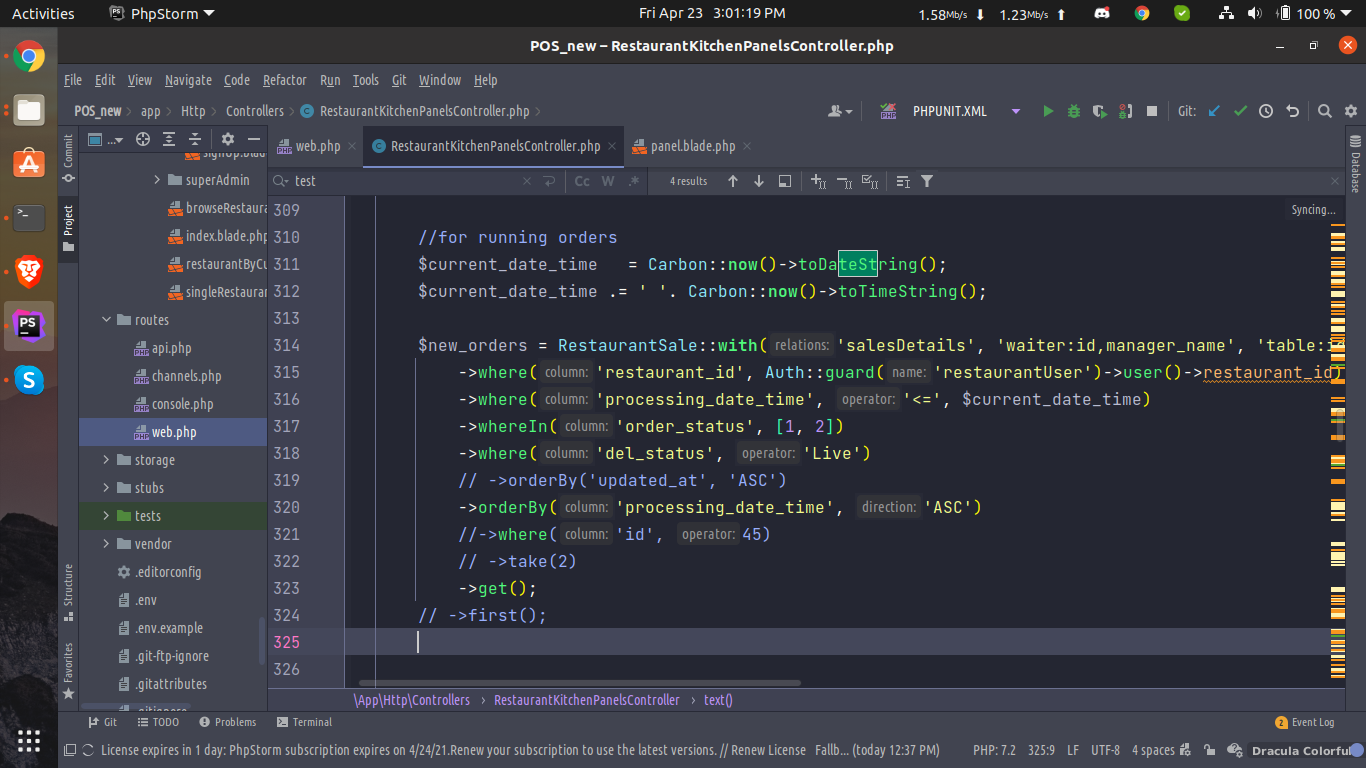 Activities PhpStorm Fri Apr 23 3:01:19 PM 1.58Mb/s 1.23Mb/s 100 %
POS_new – RestaurantKitchenPanelsController.php
File Edit View Navigate Code Refactor Run Tools Git Window Help
POS_new app Http Controllers RestaurantKitchenPanelsController.php PHPUNIT.XML Git:
... web.php RestaurantKitchenPanelsController.php panel.blade.php
test Cc W .* 4 results
Syncing...
Commit
Project
Structure
Favorites
Database
superAdmin
browseRestaura
index.blade.php
restaurantByCu
singleRestauran
routes
api.php
channels.php
console.php
web.php
storage
stubs
tests
vendor
.editorconfig
.env
.env.example
.git-ftp-ignore
.gitattributes
.gitignore
309
310 //for running orders
311 $current_date_time   = Carbon::now()->toDateString();
312 $current_date_time .= ' '. Carbon::now()->toTimeString();
313
314 $new_orders = RestaurantSale::with( relations: 'salesDetails', 'waiter:id,manager_name', 'table:i
315 ->where( column: 'restaurant_id', Auth::guard( name: 'restaurantUser')->user()->restaurant_id)
316 ->where( column: 'processing_date_time', operator: '<=', $current_date_time)
317 ->whereIn( column: 'order_status', [1, 2])
318 ->where( column: 'del_status', operator: 'Live')
319 // ->orderBy('updated_at', 'ASC')
320 ->orderBy( column: 'processing_date_time', direction: 'ASC')
321 //->where( column: 'id', operator: 45)
322 // ->take(2)
323 ->get();
324 // ->first();
325
326
\App\Http\Controllers › RestaurantKitchenPanelsController › text()
Git TODO Problems Terminal 2 Event Log
License expires in 1 day: PhpStorm subscription expires on 4/24/21.Renew your subscription to use the latest versions. // Renew License Fallb... (today 12:37 PM) PHP: 7.2 325:9 LF UTF-8 4 spaces Dracula Colorful